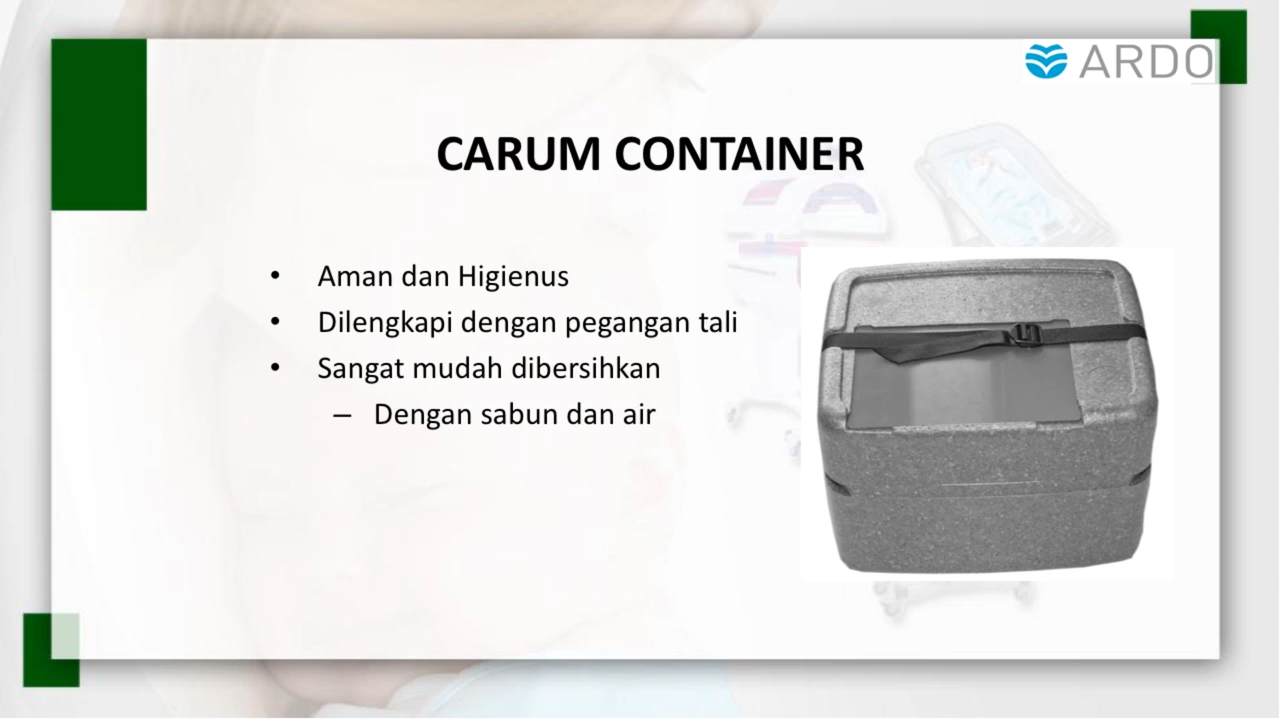 ARDO
CARUM CONTAINER
• Aman dan Higienus
• Dilengkapi dengan pegangan tali
• Sangat mudah dibersihkan
– Dengan sabun dan air